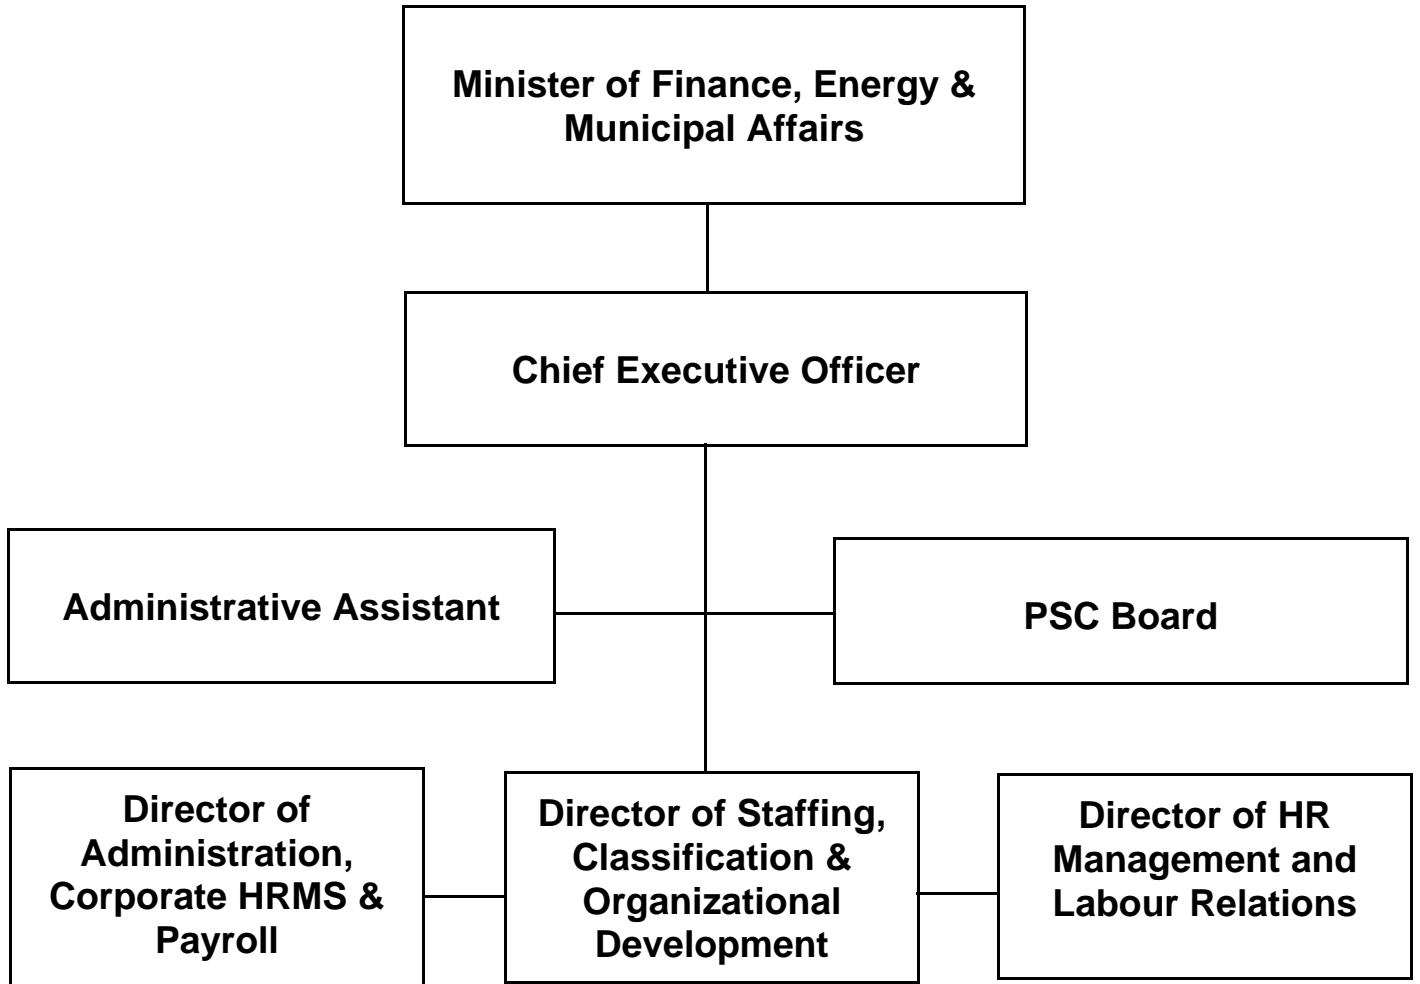 Minister of Finance, Energy &
Municipal Affairs
Chief Executive Officer
Administrative Assistant
PSC Board
Director of
Administration,
Corporate HRMS &
Payroll
Director of Staffing,
Classification &
Organizational
Development
Director of HR
Management and
Labour Relations